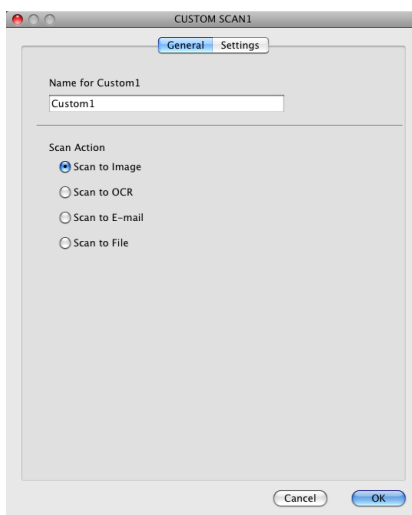 CUSTOM SCAN1
General Settings
Name for Custom1
Custom1
Scan Action
Scan to Image
Scan to OCR
Scan to E-mail
Scan to File
Cancel OK